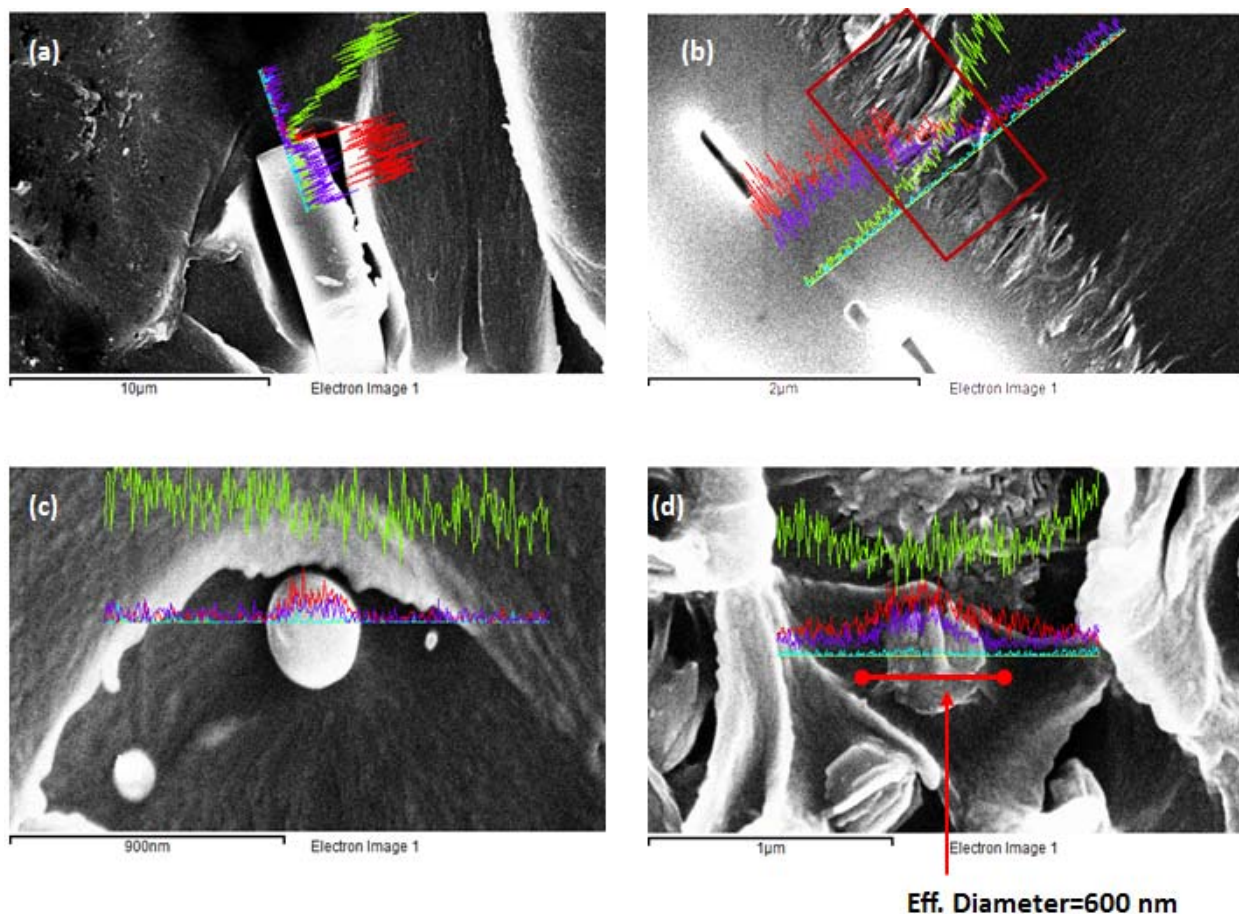 (a)
10µm Electron Image 1
(b)
2µm Electron Image 1
(c)
900nm Electron Image 1
(d)
1µm Electron Image 1
Eff. Diameter=600 nm